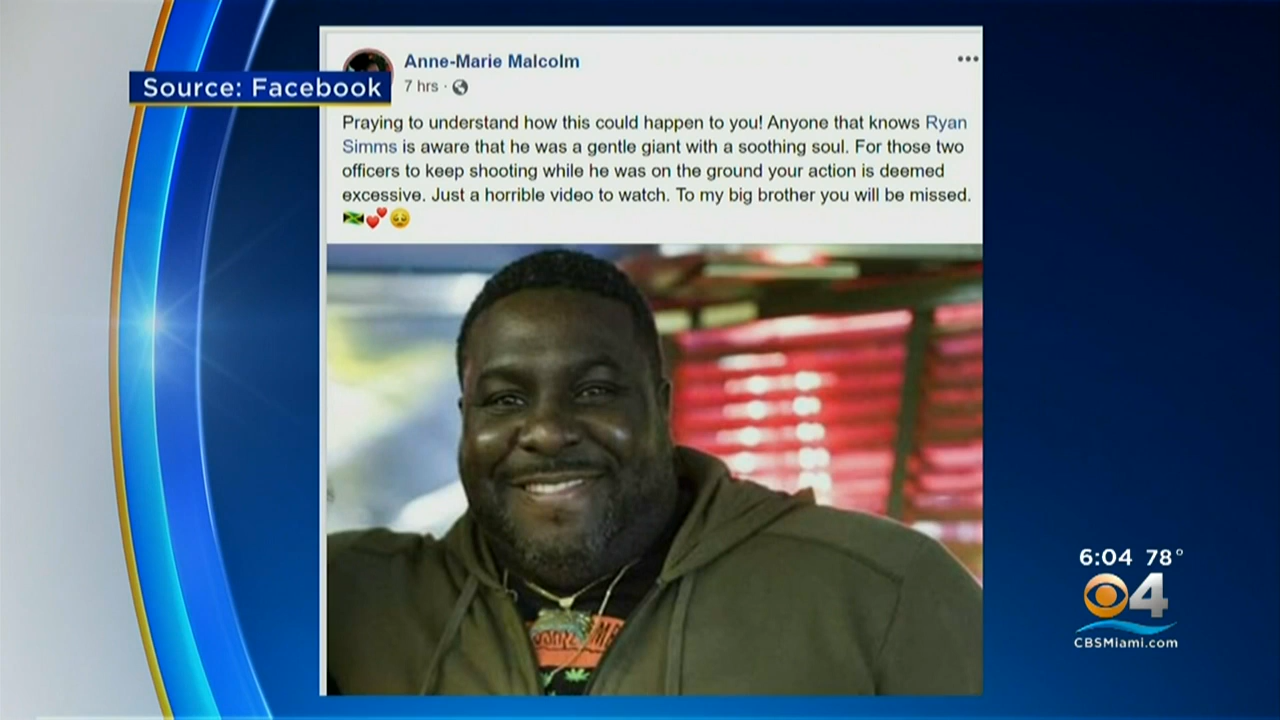 Source: Facebook
Anne-Marie Malcolm
7 hrs ·
Praying to understand how this could happen to you! Anyone that knows Ryan
Simms is aware that he was a gentle giant with a soothing soul. For those two
officers to keep shooting while he was on the ground your action is deemed
excessive. Just a horrible video to watch. To my big brother you will be missed.
🇯🇲💕😔
6:04 78°
4
CBSMiami.com